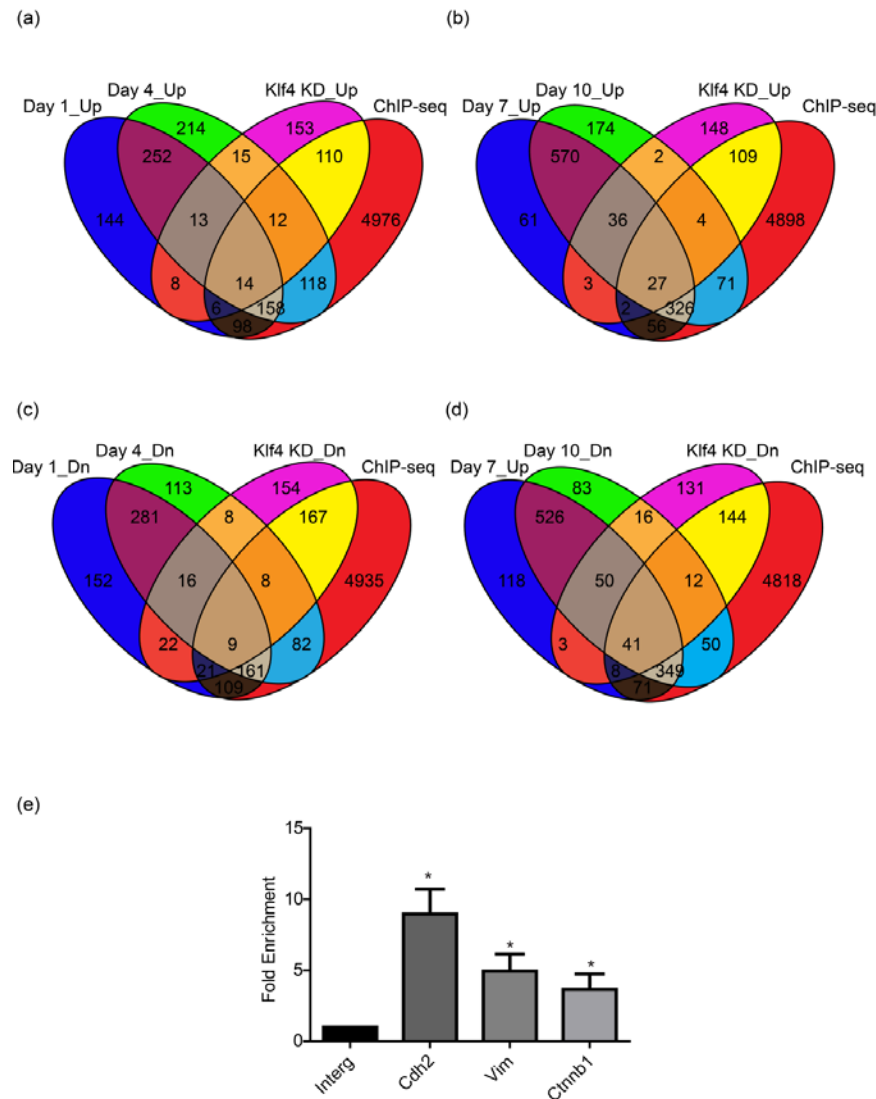 (a)
(b)
Day 4_Up Klf4 KD_Up
Day 1_Up ChIP-seq
214 153
252 15 110
144 13 12 4976
8 14 118
6 158
98
Day 10_Up Klf4 KD_Up
Day 7_Up ChIP-seq
174 148
570 2 109
61 36 4 4898
3 27 71
2 326
56
(c)
(d)
Day 4_Dn Klf4 KD_Dn
Day 1_Dn ChIP-seq
113 154
281 8 167
152 16 8 4935
22 9 82
21 161
109
Day 10_Dn Klf4 KD_Dn
Day 7_Up ChIP-seq
83 131
526 16 144
118 50 12 4818
3 41 50
8 349
71
(e)
15
10
5
0
Fold Enrichment
*
*
*
Interg
Cdh2
Vim
Ctnnb1